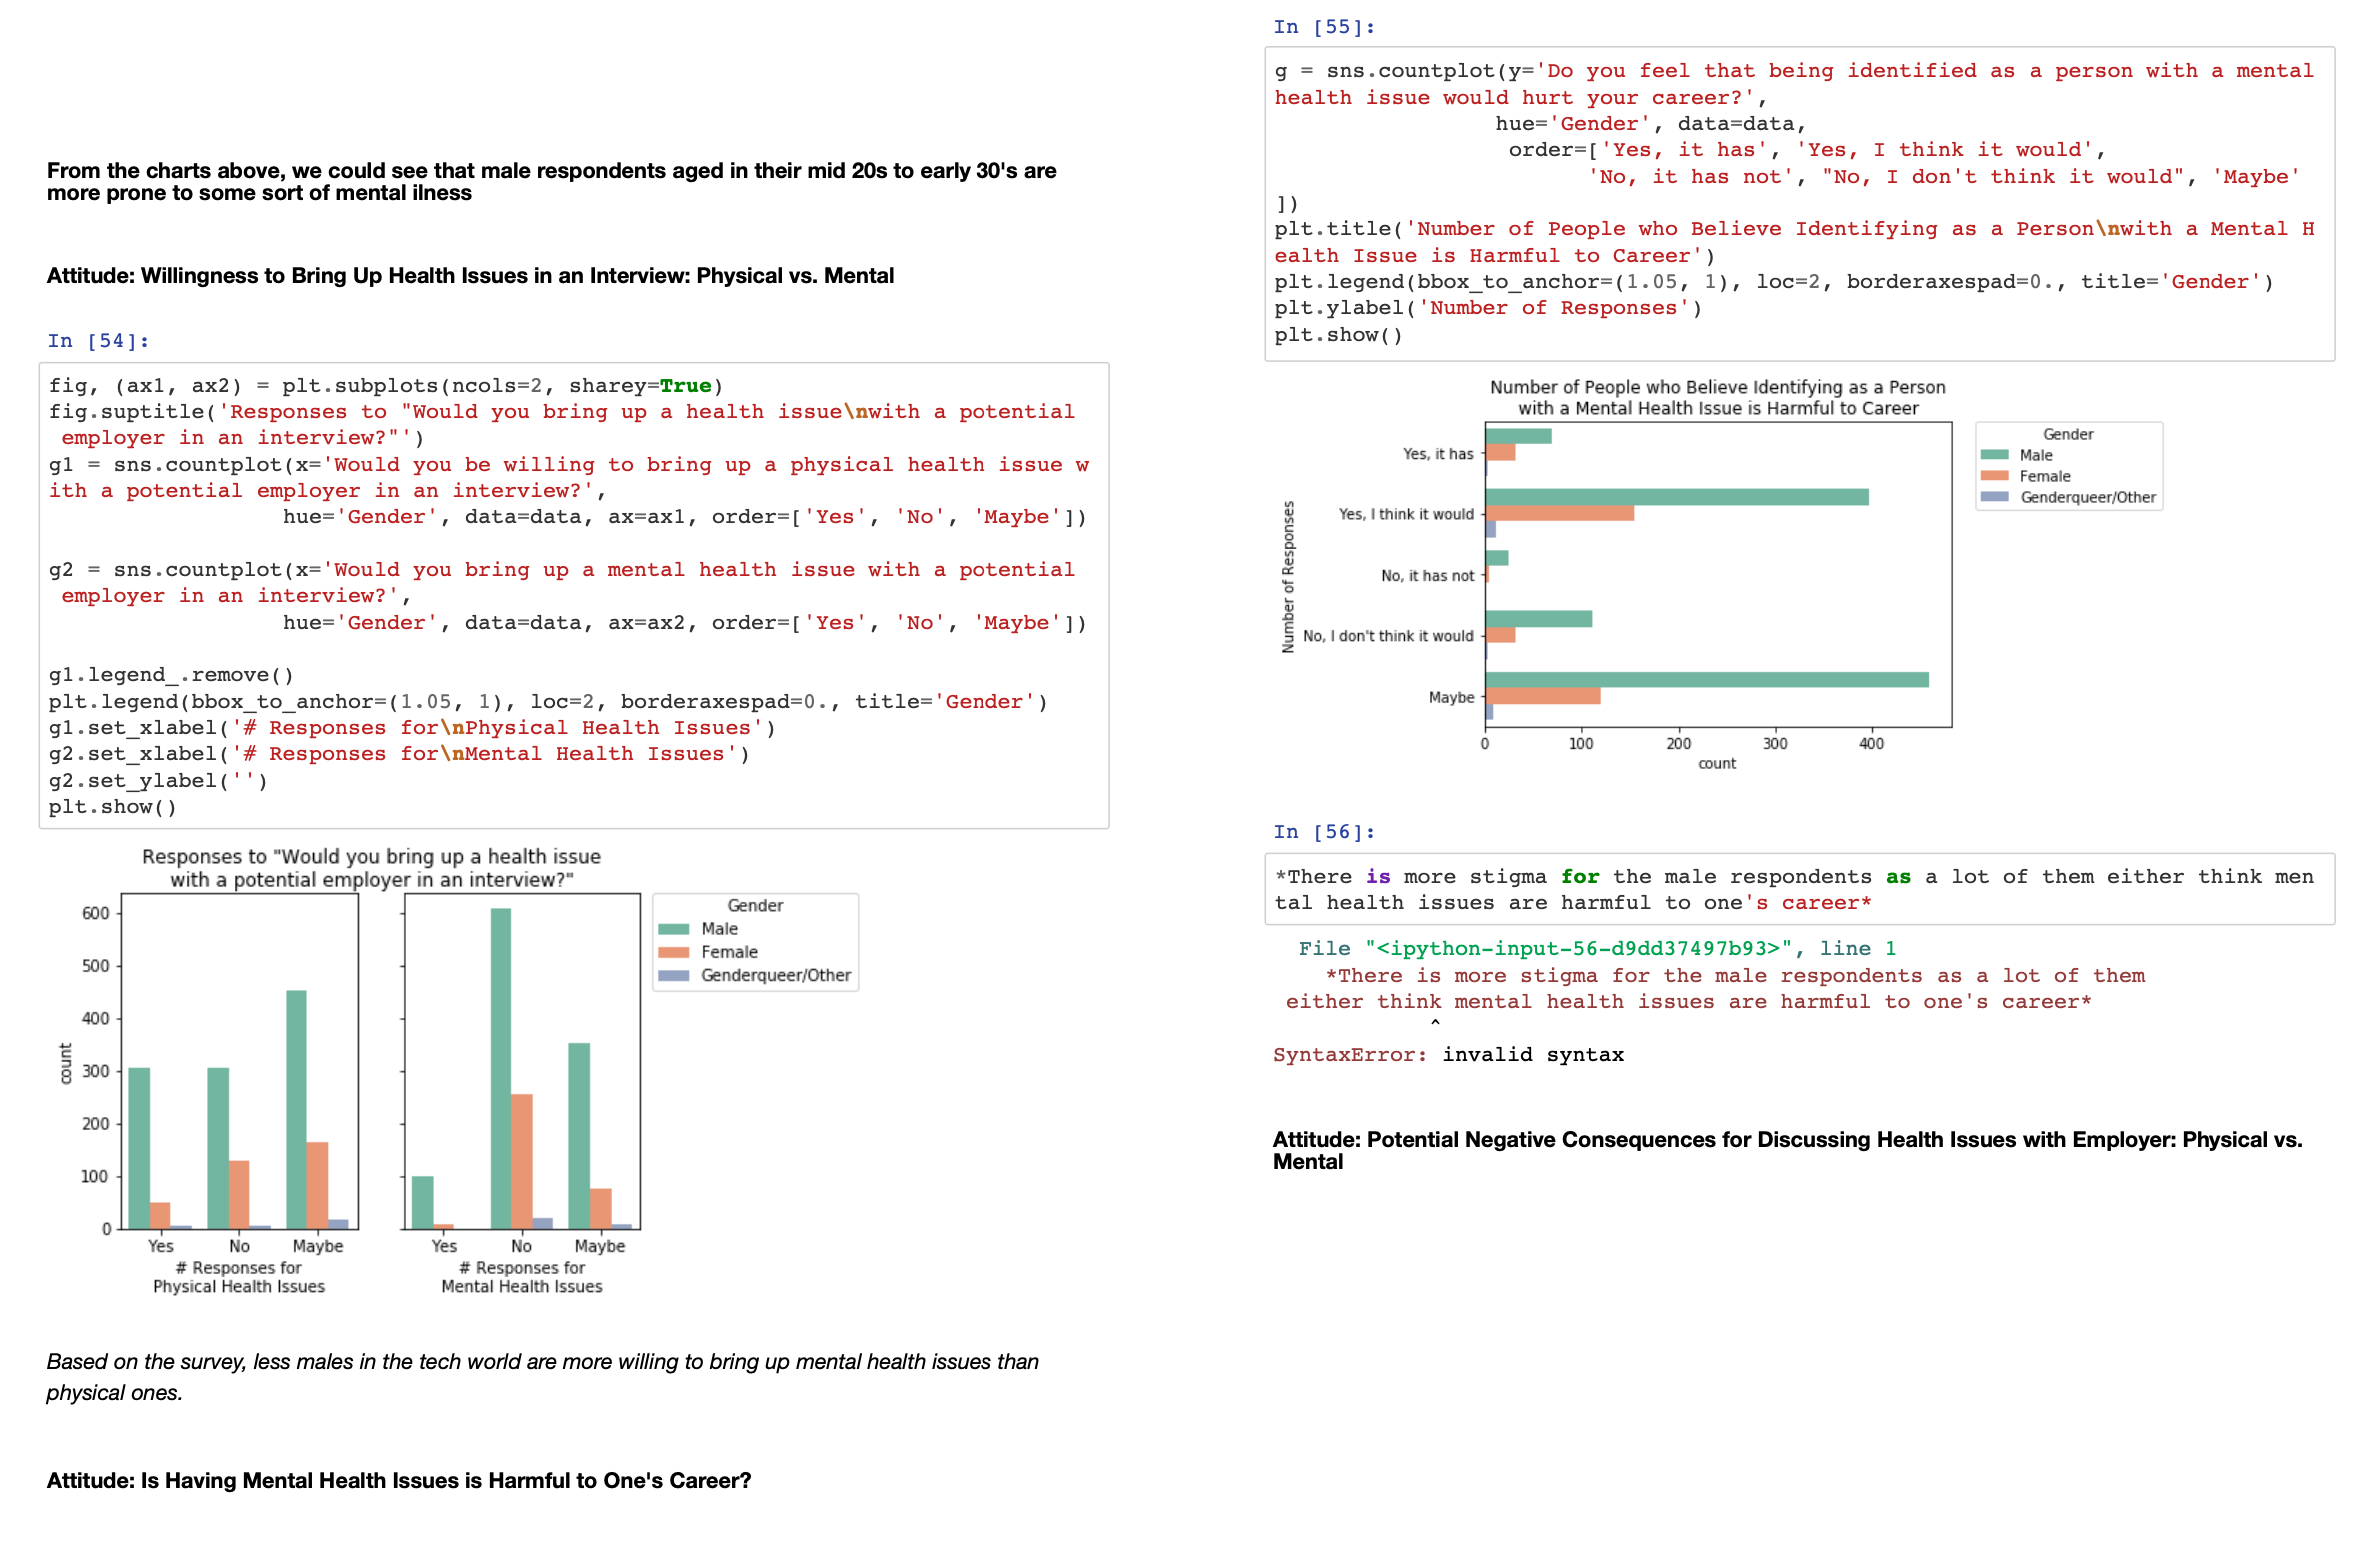 From the charts above, we could see that male respondents aged in their mid 20s to early 30's are
more prone to some sort of mental ilness
Attitude: Willingness to Bring Up Health Issues in an Interview: Physical vs. Mental
In [54]:
fig, (ax1, ax2) = plt.subplots(ncols=2, sharey=True)
fig.suptitle('Responses to "Would you bring up a health issue\nwith a potential
 employer in an interview?"')
g1 = sns.countplot(x='Would you be willing to bring up a physical health issue w
ith a potential employer in an interview?',
                  hue='Gender', data=data, ax=ax1, order=['Yes', 'No', 'Maybe'])
g2 = sns.countplot(x='Would you bring up a mental health issue with a potential
 employer in an interview?',
                  hue='Gender', data=data, ax=ax2, order=['Yes', 'No', 'Maybe'])
g1.legend_.remove()
plt.legend(bbox_to_anchor=(1.05, 1), loc=2, borderaxespad=0., title='Gender')
g1.set_xlabel('# Responses for\nPhysical Health Issues')
g2.set_xlabel('# Responses for\nMental Health Issues')
g2.set_ylabel('')
plt.show()
Responses to "Would you bring up a health issue
with a potential employer in an interview?"
600
500
400
300
200
100
0
count
Yes No Maybe
# Responses for
Physical Health Issues
Yes No Maybe
# Responses for
Mental Health Issues
Gender
Male
Female
Genderqueer/Other
Based on the survey, less males in the tech world are more willing to bring up mental health issues than
physical ones.
Attitude: Is Having Mental Health Issues is Harmful to One's Career?
In [55]:
g = sns.countplot(y='Do you feel that being identified as a person with a mental
health issue would hurt your career?',
                 hue='Gender', data=data,
                  order=['Yes, it has', 'Yes, I think it would',
                        'No, it has not', "No, I don't think it would", 'Maybe'
])
plt.title('Number of People who Believe Identifying as a Person\nwith a Mental H
ealth Issue is Harmful to Career')
plt.legend(bbox_to_anchor=(1.05, 1), loc=2, borderaxespad=0., title='Gender')
plt.ylabel('Number of Responses')
plt.show()
Number of People who Believe Identifying as a Person
with a Mental Health Issue is Harmful to Career
Number of Responses
Yes, it has
Yes, I think it would
No, it has not
No, I don't think it would
Maybe
0 100 200 300 400
count
Gender
Male
Female
Genderqueer/Other
In [56]:
*There is more stigma for the male respondents as a lot of them either think men
tal health issues are harmful to one's career*
File "<ipython-input-56-d9dd37497b93>", line 1
*There is more stigma for the male respondents as a lot of them
either think mental health issues are harmful to one's career*
^
SyntaxError: invalid syntax
Attitude: Potential Negative Consequences for Discussing Health Issues with Employer: Physical vs.
Mental